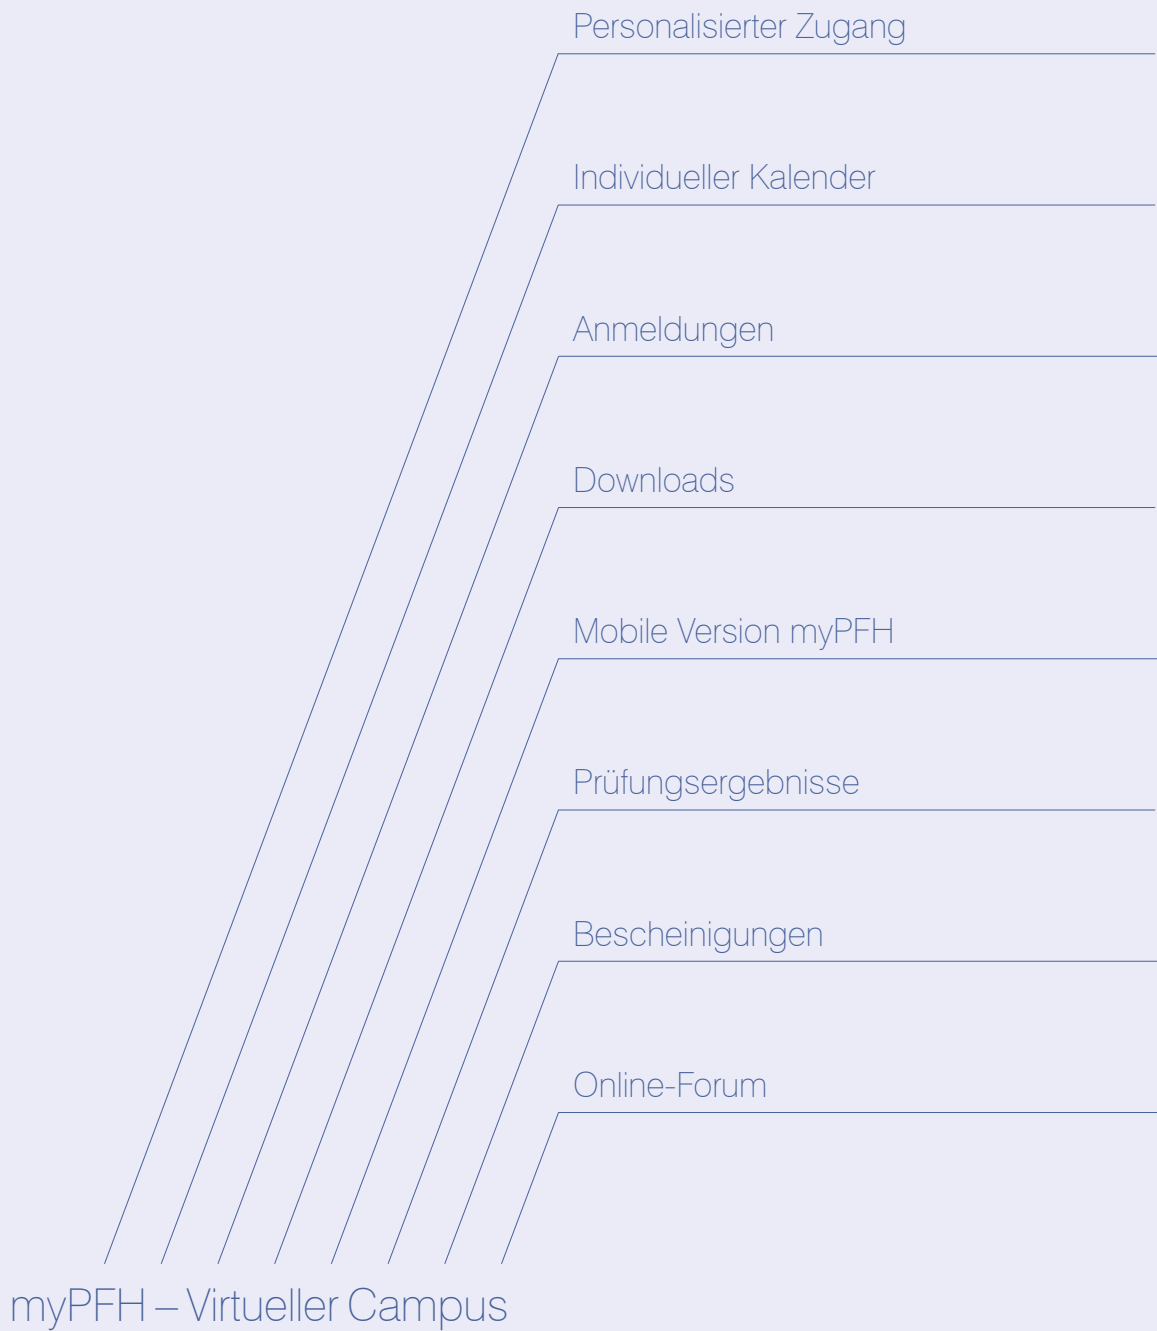 Personalisierter Zugang
Individueller Kalender
Anmeldungen
Downloads
Mobile Version myPFH
Prüfungsergebnisse
Bescheinigungen
Online-Forum
myPFH – Virtueller Campus